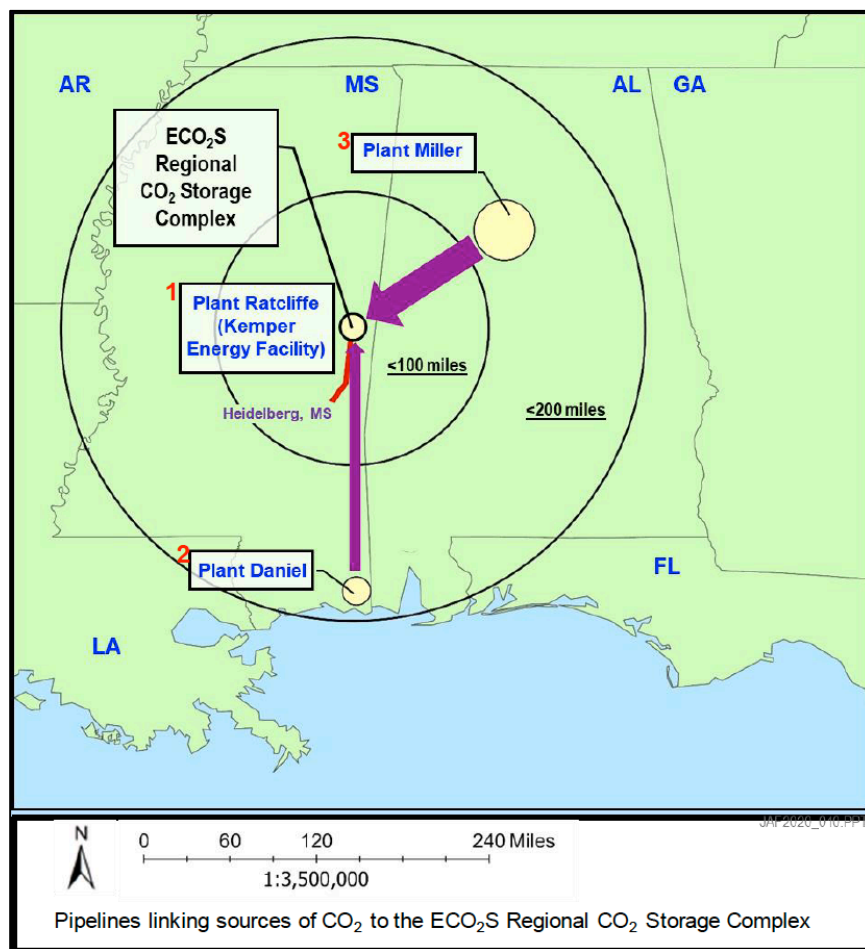 AR
MS
AL
GA
ECO₂S
Regional
CO₂ Storage
Complex
3
Plant Miller
1
Plant Ratcliffe
(Kemper
Energy Facility)
<100 miles
Heidelberg, MS
<200 miles
2
Plant Daniel
FL
LA
JAF2020_010.PPT
N
0 60 120 240 Miles
1:3,500,000
Pipelines linking sources of CO₂ to the ECO₂S Regional CO₂ Storage Complex